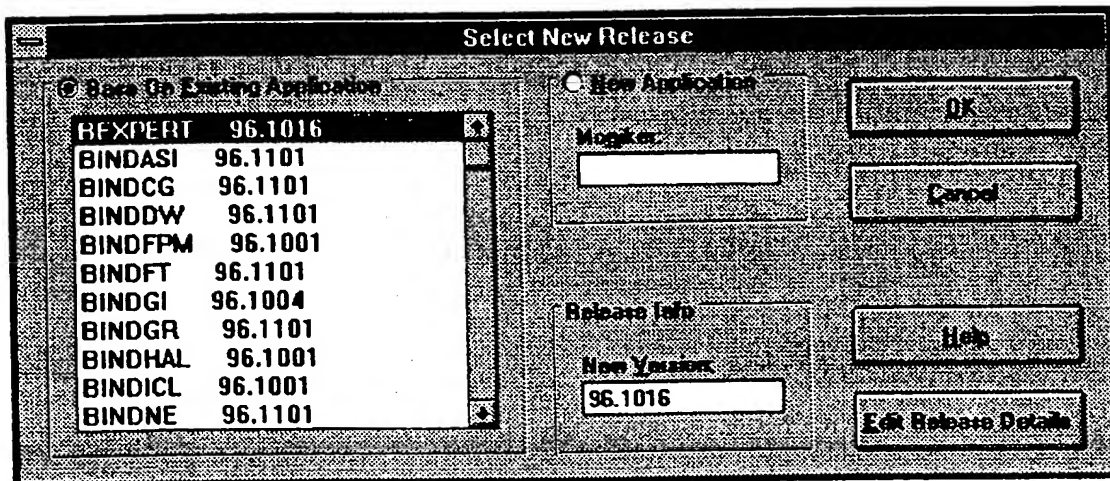 Select New Release
Base On Existing Application
BEXPERT 96.1016
BINDASI 96.1101
BINDCG 96.1101
BINDDW 96.1101
BINDFPM 96.1001
BINDFT 96.1101
BINDGI 96.1004
BINDGR 96.1101
BINDHAL 96.1001
BINDICL 96.1001
BINDNE 96.1101
New Application
Moniker:
Release Info
New Version:
96.1016
OK
Cancel
Help
Edit Release Details